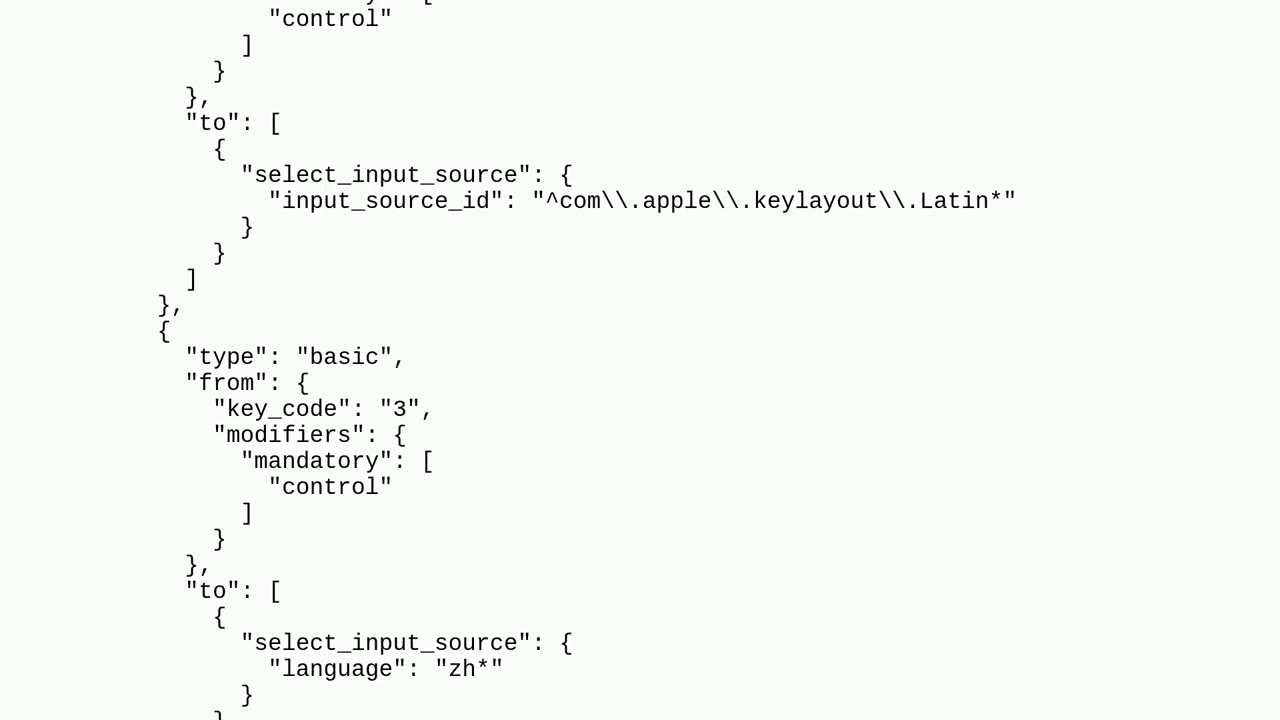 "control"
]
}
},
"to": [
{
"select_input_source": {
"input_source_id": "^com\\.apple\\.keylayout\\.Latin*"
}
}
]
},
{
"type": "basic",
"from": {
"key_code": "3",
"modifiers": {
"mandatory": [
"control"
]
}
},
"to": [
{
"select_input_source": {
"language": "zh*"
}
}